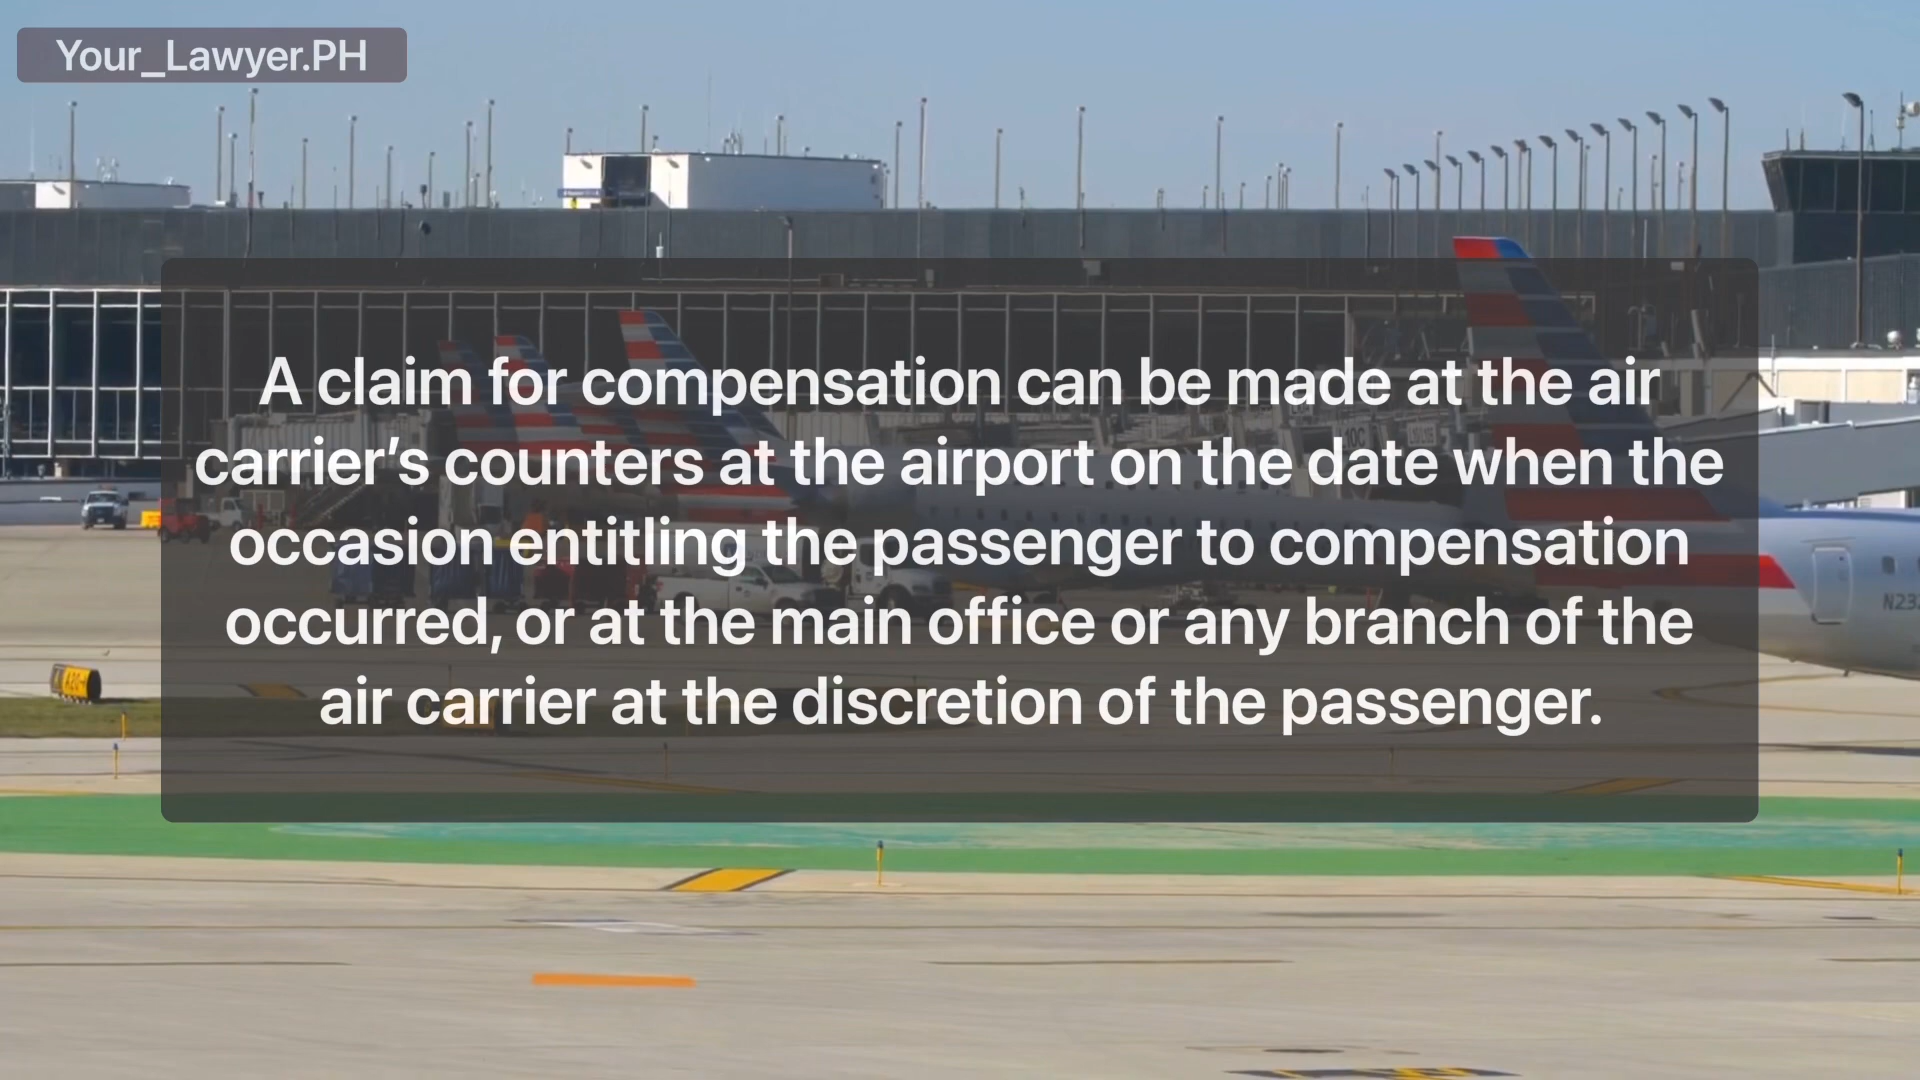 Your_Lawyer.PH
A claim for compensation can be made at the air
carrier’s counters at the airport on the date when the
occasion entitling the passenger to compensation
occurred, or at the main office or any branch of the
air carrier at the discretion of the passenger.
L10C
N23